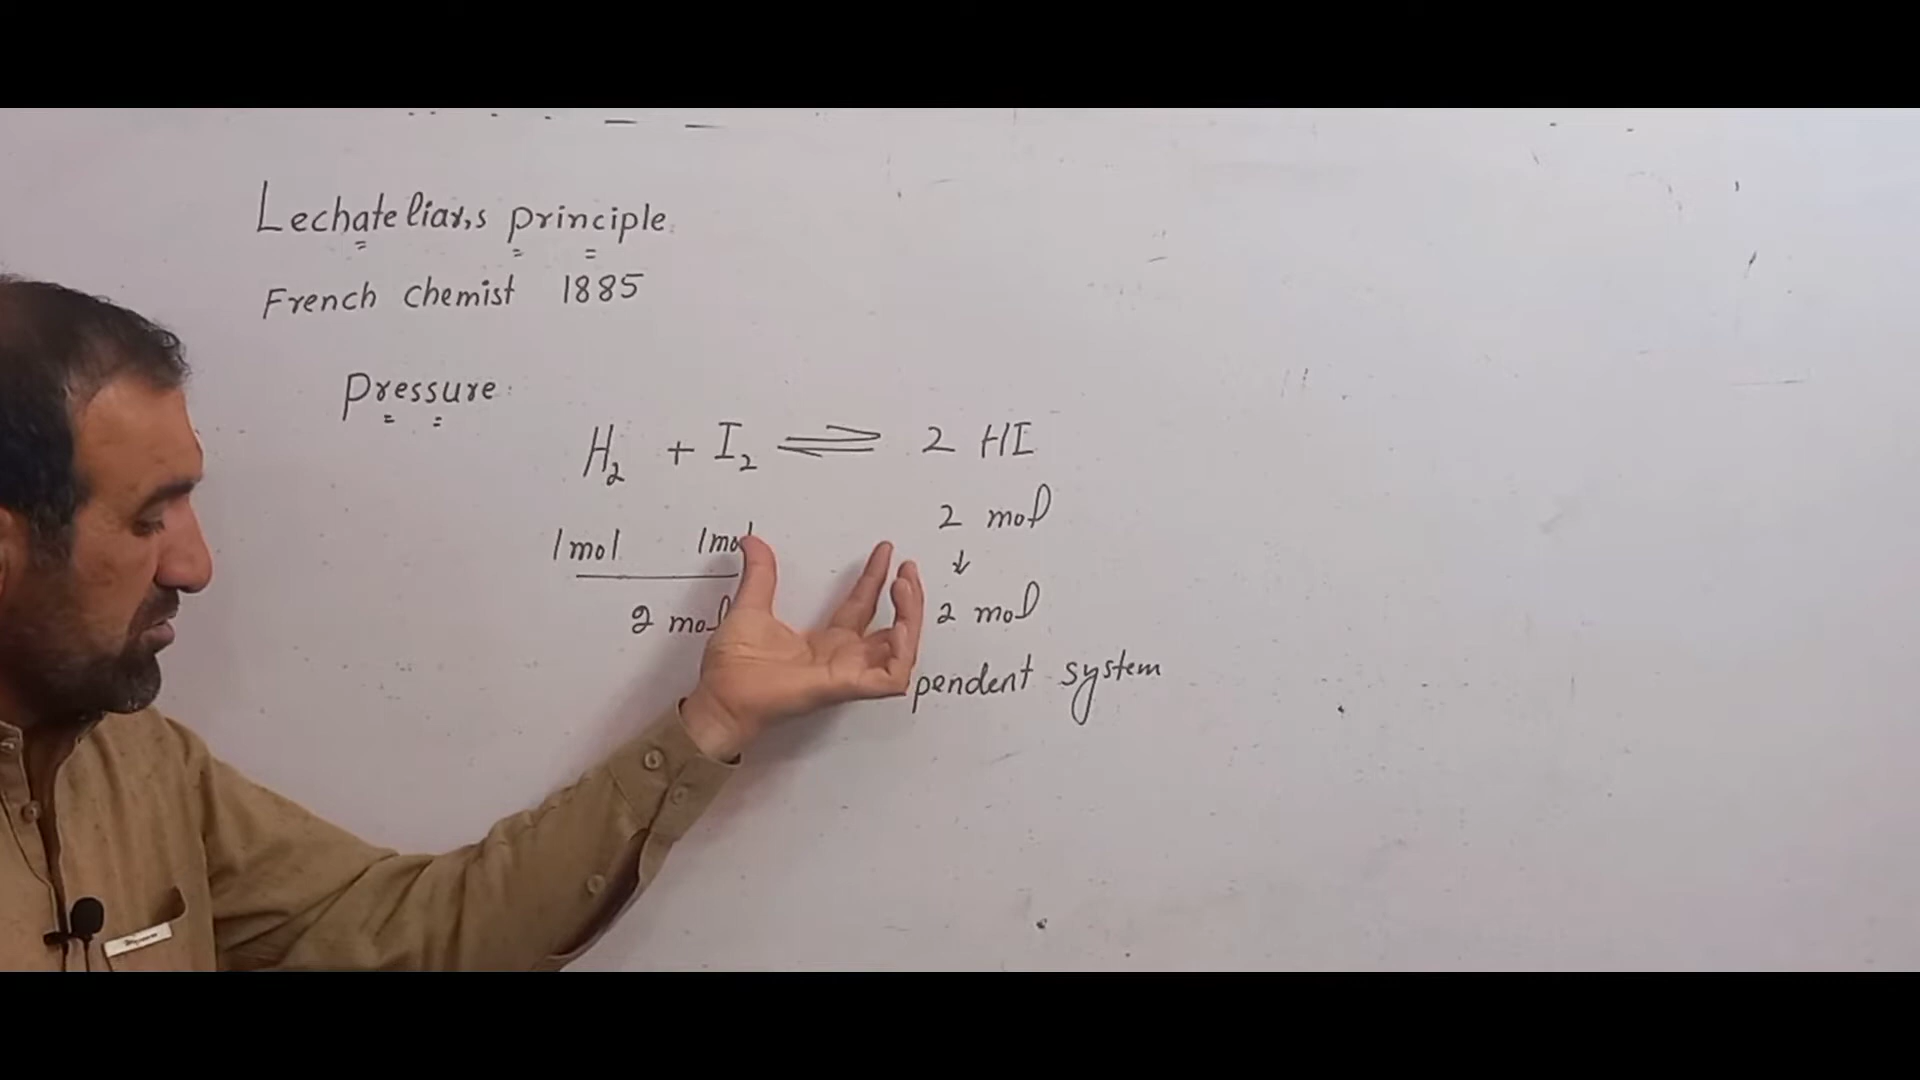 Lechateliar,s principle.
French chemist 1885
Pressure:
H₂ + I₂ ⇌ 2 HI
1mol 1mol 2 mol
↓
2 mol 2 mol
pendent system